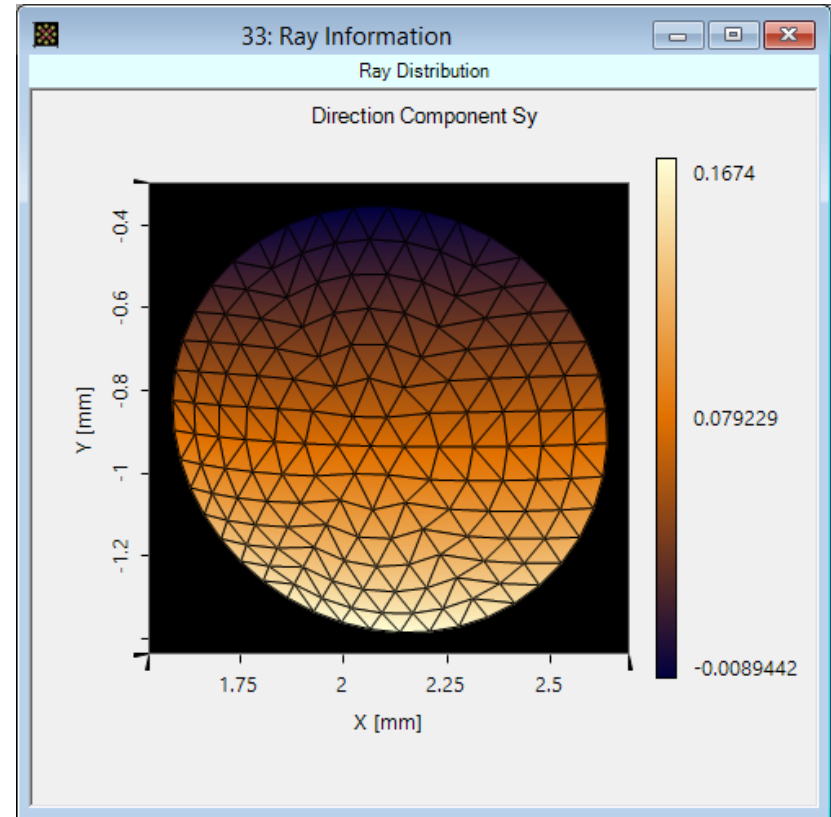 33: Ray Information
Ray Distribution
Direction Component Sy
0.1674
0.079229
-0.0089442
-0.4
-0.6
-0.8
-1
-1.2
Y [mm]
1.75 2 2.25 2.5
X [mm]